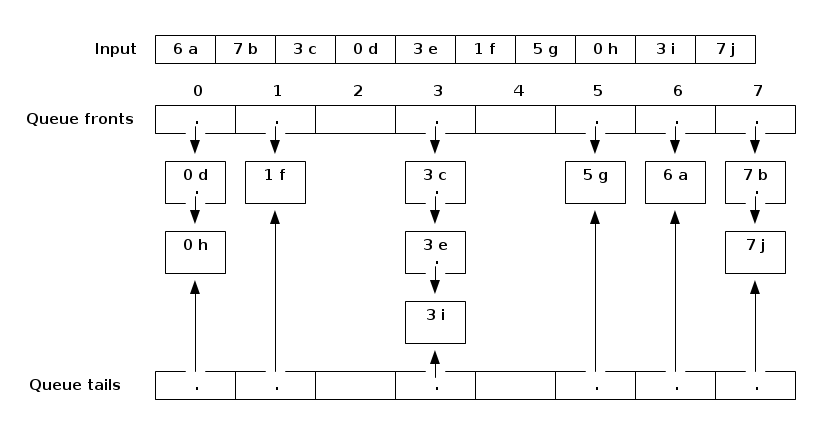 Input 6 a 7 b 3 c 0 d 3 e 1 f 5 g 0 h 3 i 7 j
0 1 2 3 4 5 6 7
Queue fronts
0 d 1 f 3 c 5 g 6 a 7 b
0 h 3 e 7 j
3 i
Queue tails